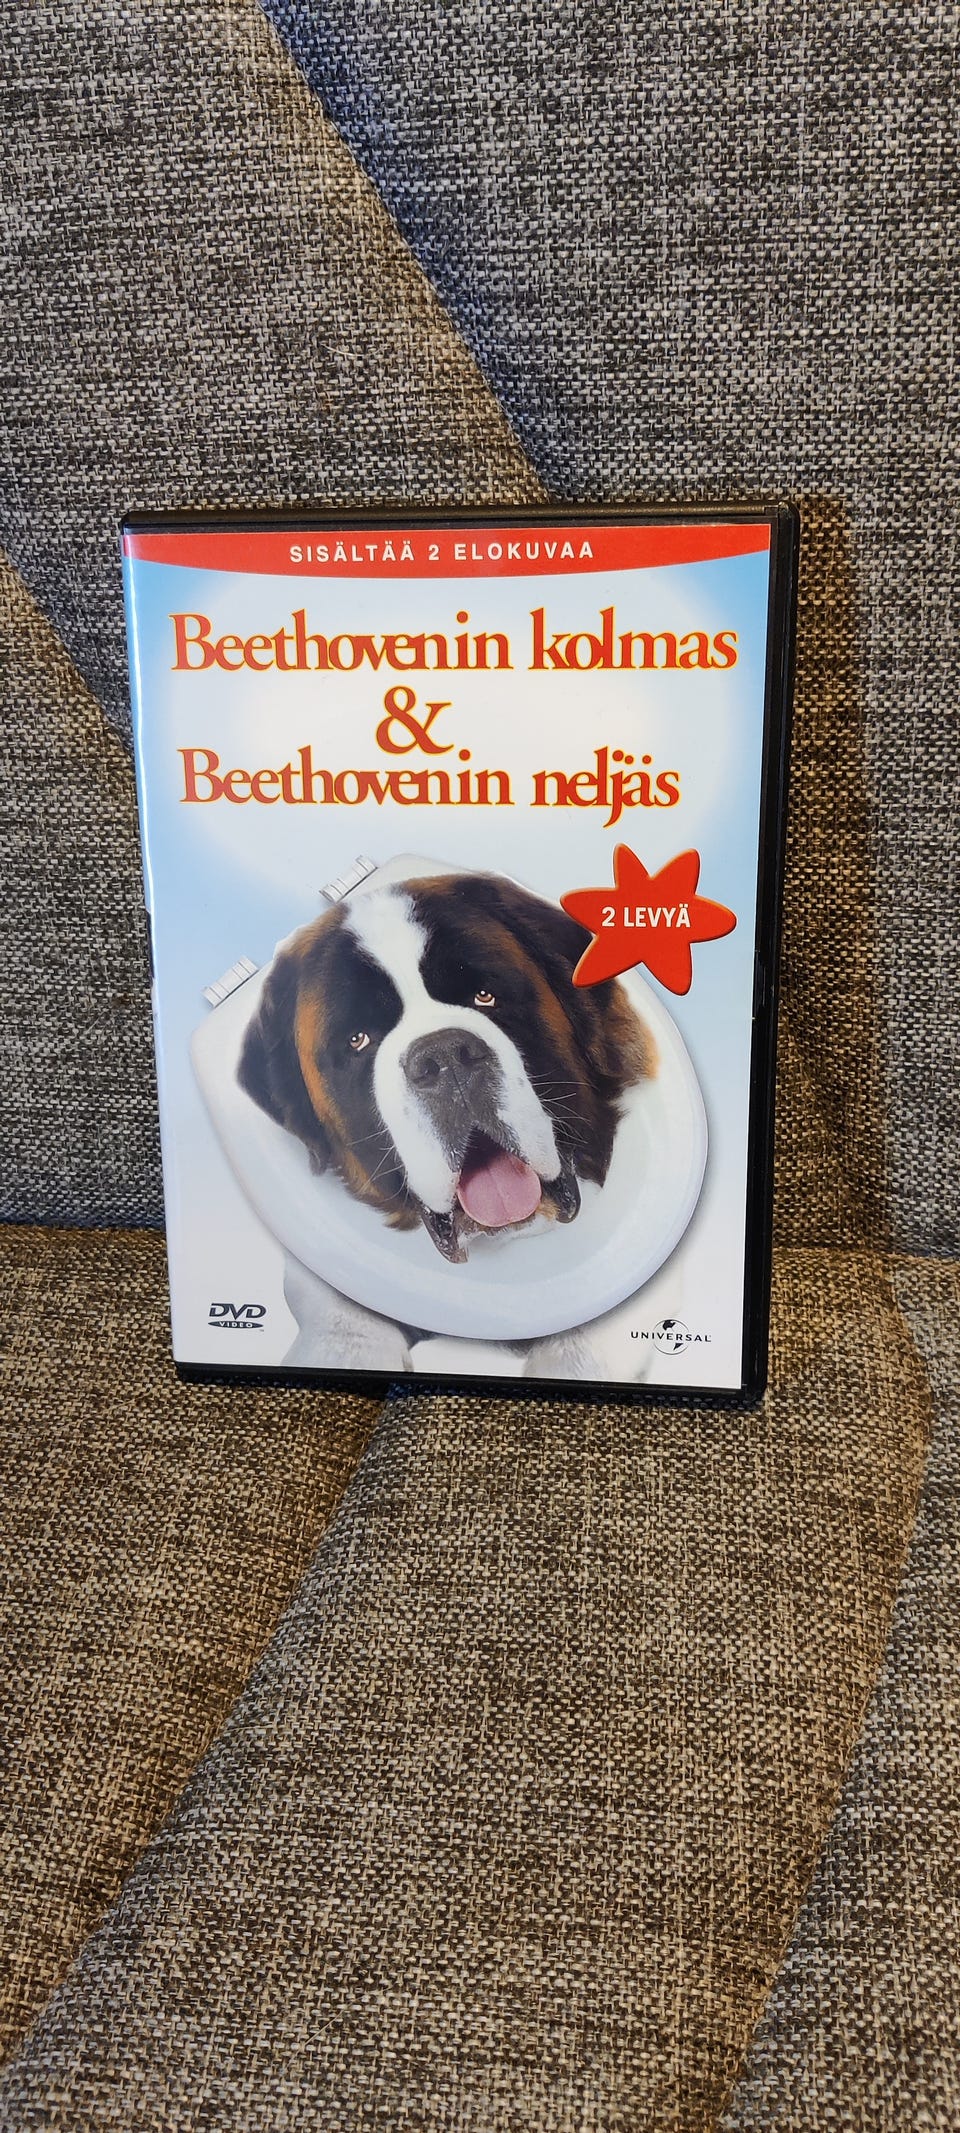 SISÄLTÄÄ 2 ELOKUVAA
Beethovenin kolmas
&
Beethovenin neljäs
2 LEVYÄ
DVD
VIDEO
UNIVERSAL